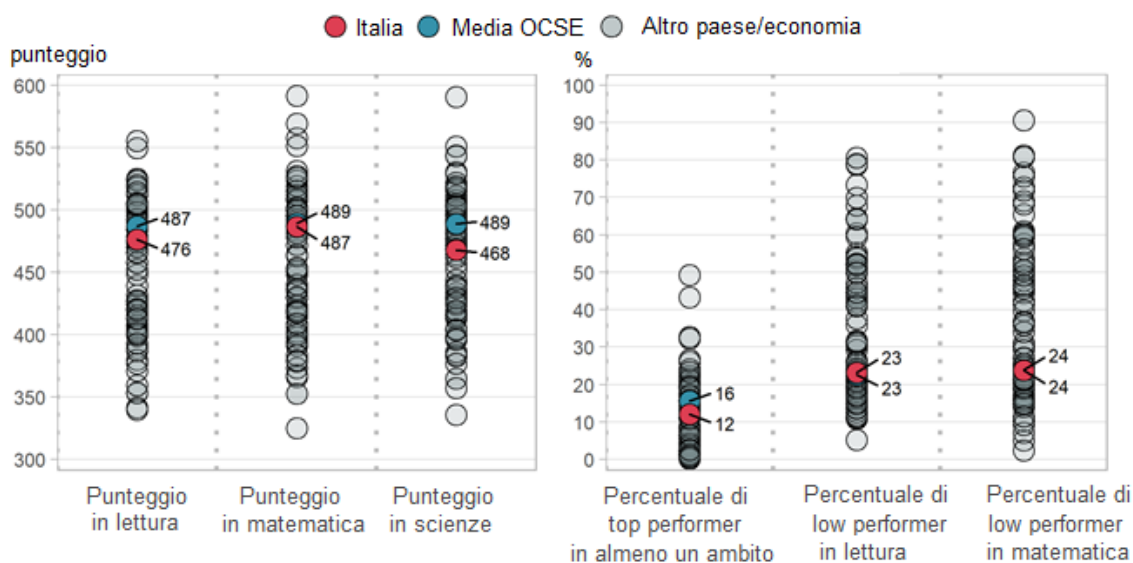 Italia Media OCSE Altro paese/economia
punteggio
600
550
500
450
400
350
300
487
476
489
487
489
468
Punteggio
in lettura
Punteggio
in matematica
Punteggio
in scienze
%
100
90
80
70
60
50
40
30
20
10
0
16
12
23
23
24
24
Percentuale di
top performer
in almeno un ambito
Percentuale di
low performer
in lettura
Percentuale di
low performer
in matematica